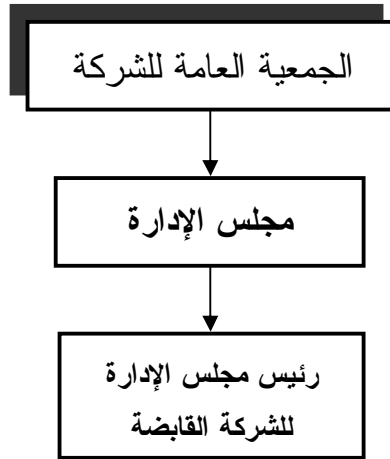 الجمعية العامة للشركة
مجلس الإدارة
رئيس مجلس الإدارة
للشركة القابضة